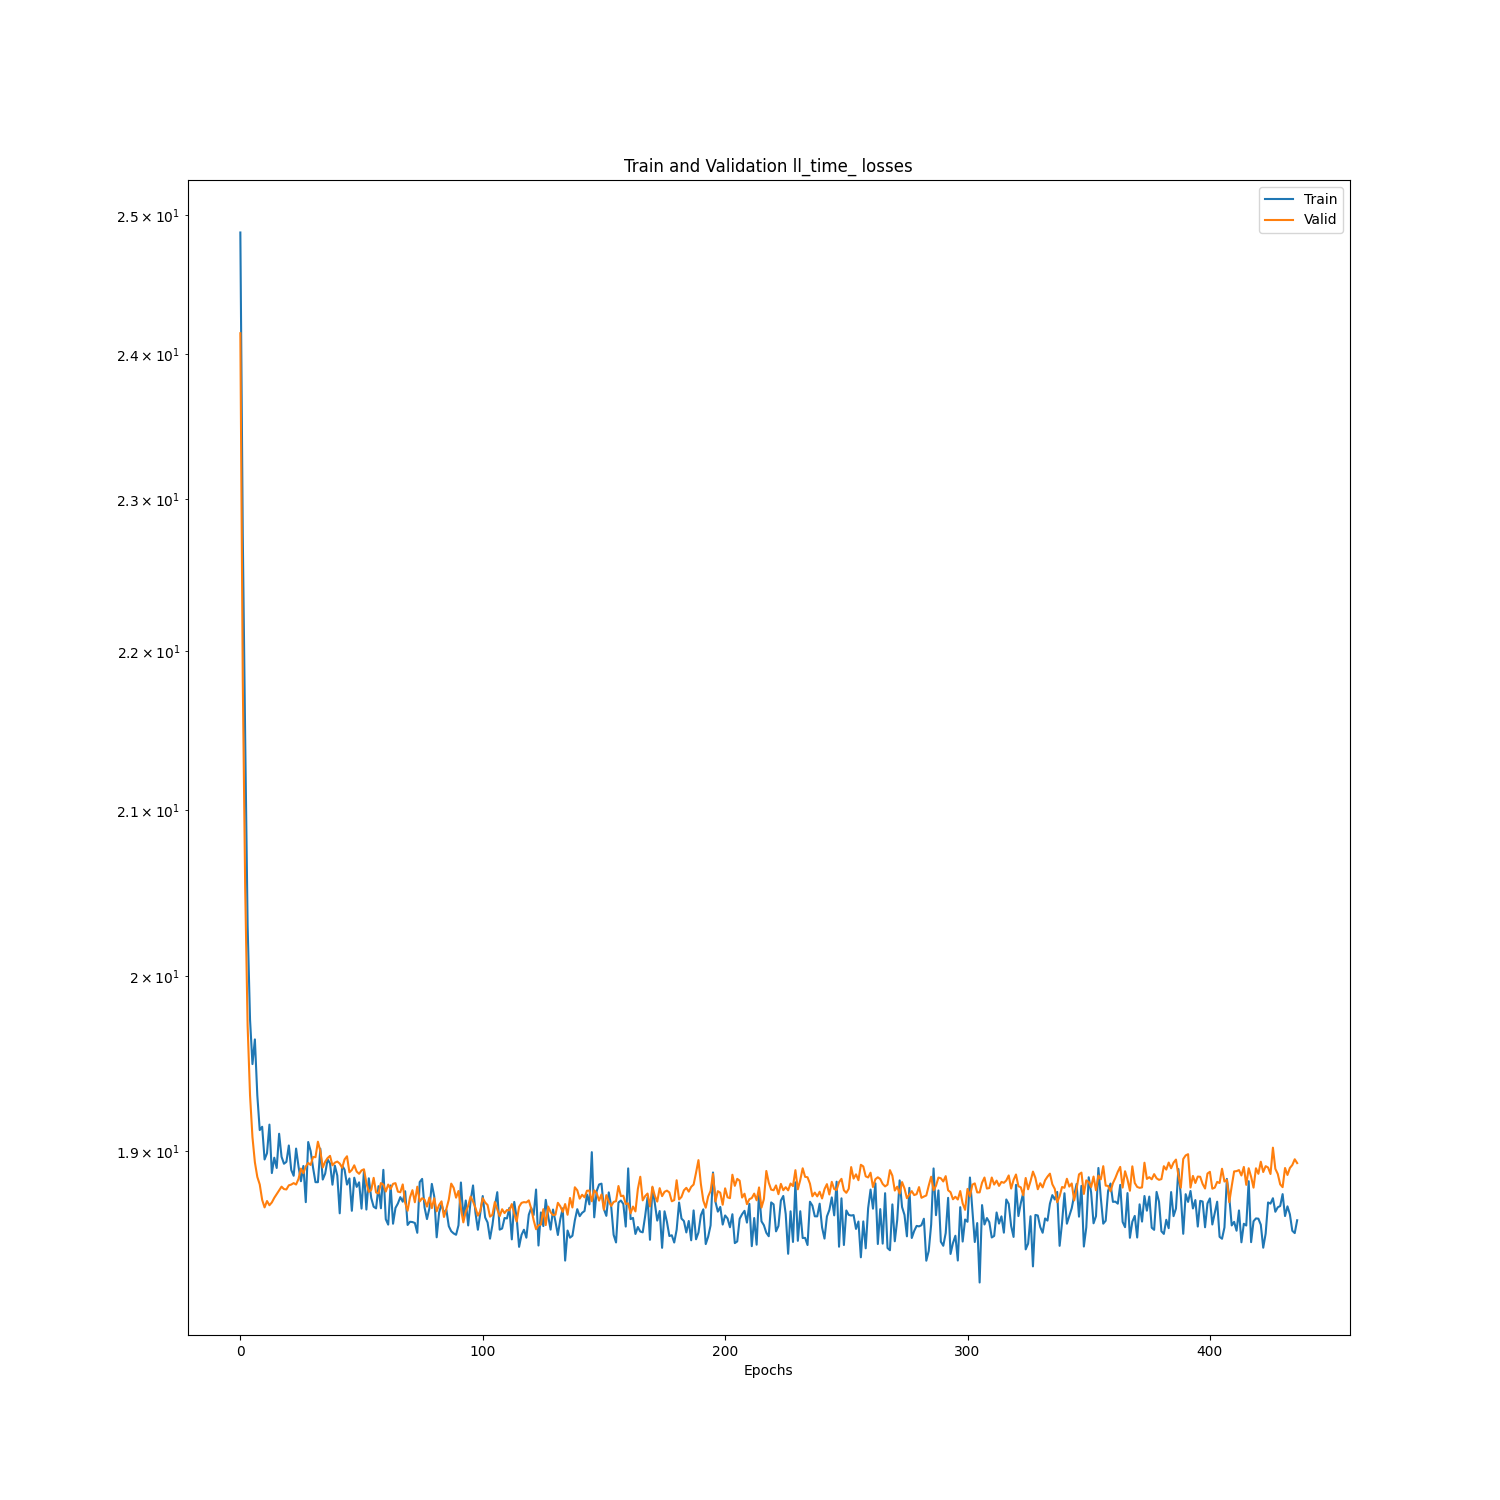 Train and Validation ll_time_ losses
Train
Valid
2.5 × 10¹
2.4 × 10¹
2.3 × 10¹
2.2 × 10¹
2.1 × 10¹
2 × 10¹
1.9 × 10¹
0 100 200 300 400
Epochs